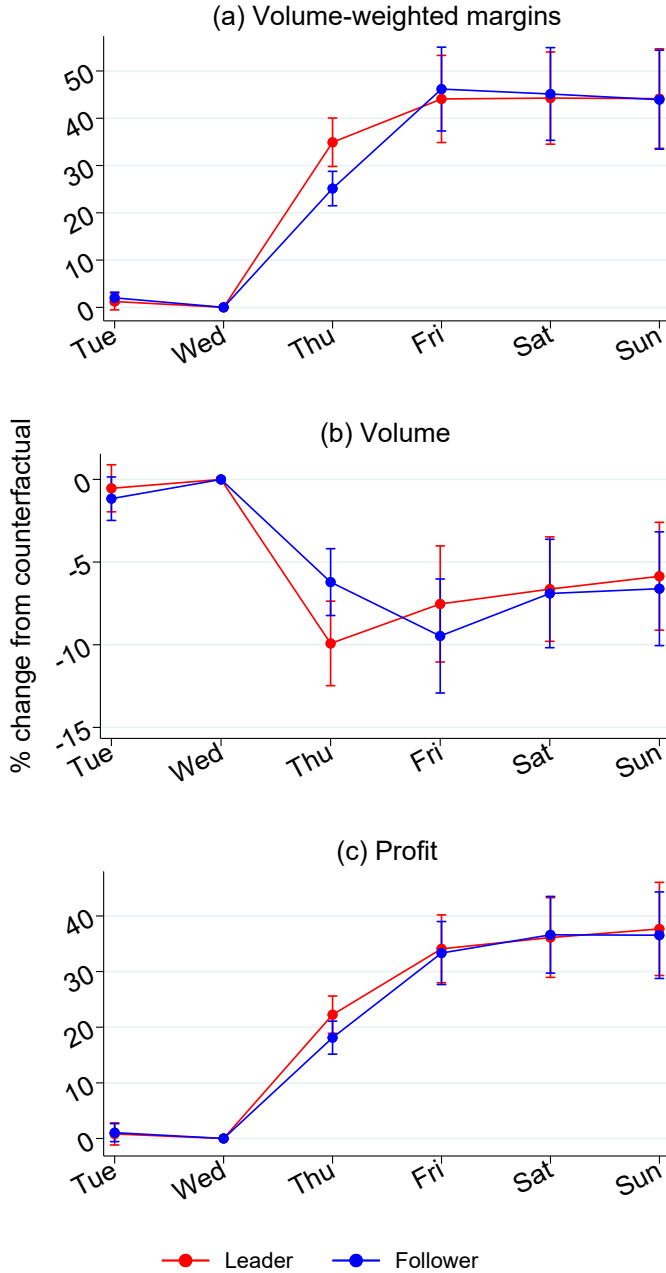 (a) Volume-weighted margins
50
40
30
20
10
0
Tue Wed Thu Fri Sat Sun
% change from counterfactual
(b) Volume
0
-5
-10
-15
Tue Wed Thu Fri Sat Sun
(c) Profit
40
30
20
10
0
Tue Wed Thu Fri Sat Sun
Leader Follower